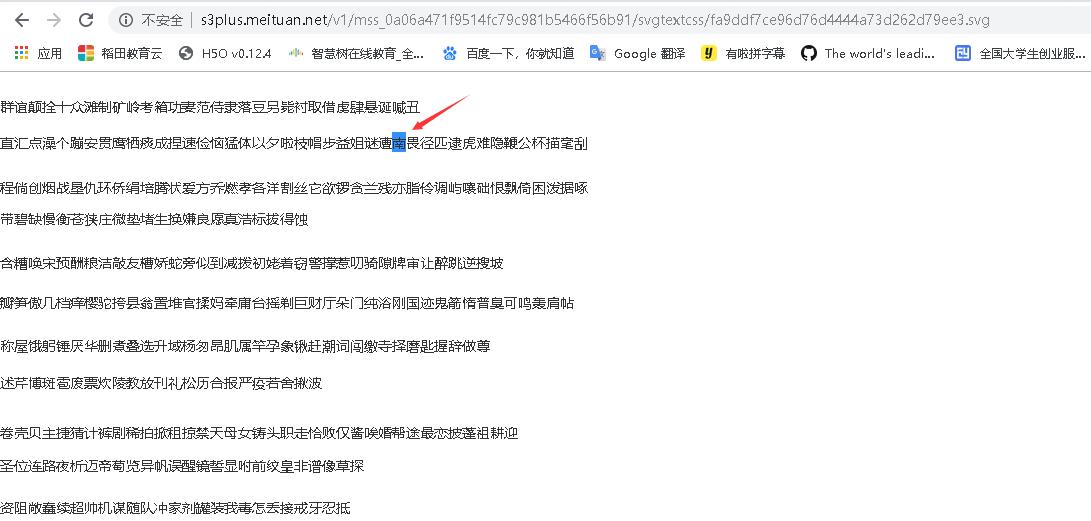 不安全 | s3plus.meituan.net/v1/mss_0a06a471f9514fc79c981b5466f56b91/svgtextcss/fa9ddf7ce96d76d4444a73d262d79ee3.svg
应用 稻田教育云 H5O v0.12.4 智慧树在线教育_全... 百度一下，你就知道 Google 翻译 有啦拼字幕 The world's leadi... 全国大学生创业服...
群谊颠拴十众滩制矿岭考箱功妻范侍隶落豆另毙衬取借虚肆悬诞喊丑
直汇点澡个蹦安贯鹰牺痰成捏速俭恼猛体以夕啦枝帽步益姐谜遭南畏径匹逮虎难隐鞭公杯描毫刮
程倘创烟战垦仇环侨绢培腾状爱方乔燃孝各洋割丝它欲锣贪兰残亦脂伶调屿嚷础恨飘倚困泼据啄
带碧缺慢衡苍狭庄微垫堵生换嫌良愿真浩标拔得蚀
含糟唤宋预酬粮洁敲友槽娇蛇旁似到减拨初姥着窃警撑惹叨骑隙牌审让醉跳逆搜坡
瓣笋傲几档痒樱驼挎县翁置堆官揉妈牵庸台摇剃巨财厅朵门纯浴刚国迹鬼箭惰普臭可鸣轰肩帖
称屋饿躬锤厌华删煮叠选升域杨匆昂肌属竿孕象锹赶潮词闯缴寺择磨匙握辞做尊
述芹博斑雹废票炊陵教放刊礼松历合报严疫若舍揪波
卷壳贝主捷猜计裤剧稀拍掀租掠禁天母女铸头职走恰败仅酱唉婚帮途最恋披蓬祖耕迎
圣位连路夜析迈帝萄览异帆误醒镜皆显咐前纹皇非谱像草探
资阻敞蠢续超帅机谋随队冲家剂罐装我毒怎丢接戒牙忍抵